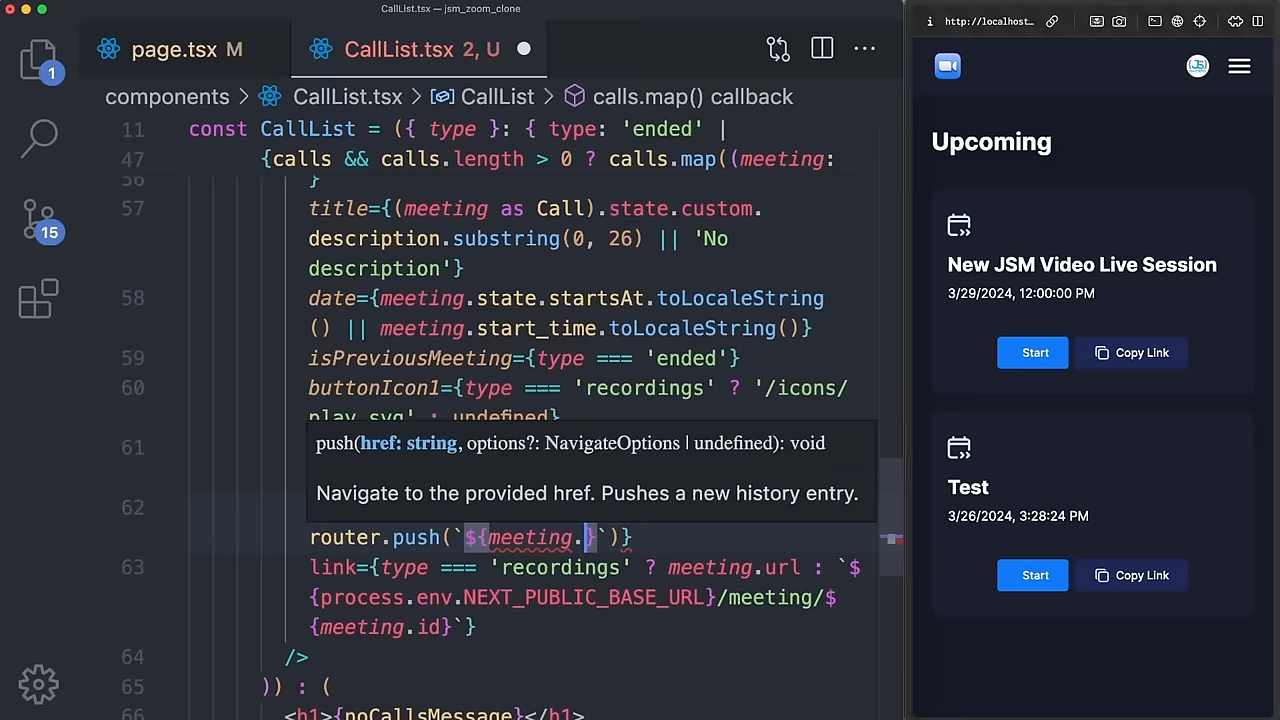 CallList.tsx — jsm_zoom_clone
page.tsx M
CallList.tsx 2, U
1
15
components > CallList.tsx > CallList > calls.map() callback
11 const CallList = ({ type }: { type: 'ended' |
47 {calls && calls.length > 0 ? calls.map((meeting:
56 }
57 title={(meeting as Call).state.custom.
description.substring(0, 26) || 'No
description'}
58 date={meeting.state.startsAt.toLocaleString
() || meeting.start_time.toLocaleString()}
59 isPreviousMeeting={type === 'ended'}
60 buttonIcon1={type === 'recordings' ? '/icons/
play.svg' : undefined}
61
push(href: string, options?: NavigateOptions | undefined): void
Navigate to the provided href. Pushes a new history entry.
62
router.push(`${meeting.}`)}
63 link={type === 'recordings' ? meeting.url : `$
{process.env.NEXT_PUBLIC_BASE_URL}/meeting/$
{meeting.id}`}
64 />
65 )) : (
66 <h1>{noCallsMessage}</h1>
http://localhost...
JS
Upcoming
New JSM Video Live Session
3/29/2024, 12:00:00 PM
Start
Copy Link
Test
3/26/2024, 3:28:24 PM
Start
Copy Link